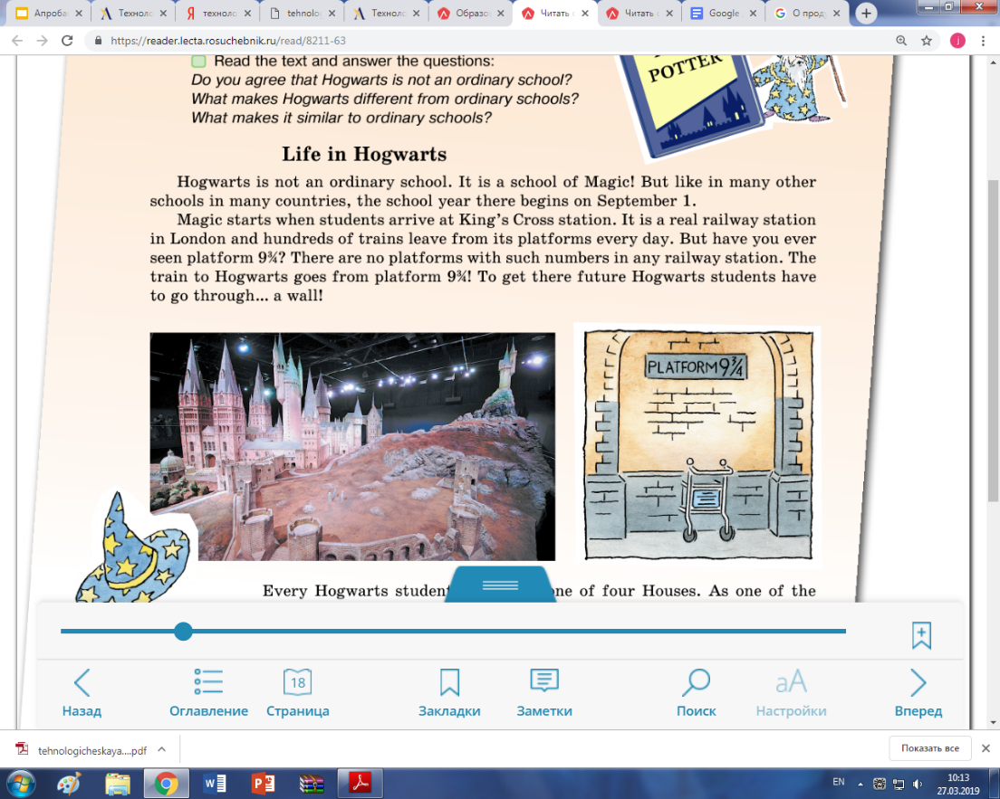 Апроба
Техноло
техноло
tehnolo
Техноло
Образо
Читать
Читать
Google
О прод
https://reader.lecta.rosuchebnik.ru/read/8211-63
j
Read the text and answer the questions:
Do you agree that Hogwarts is not an ordinary school?
What makes Hogwarts different from ordinary schools?
What makes it similar to ordinary schools?
POTTER
Life in Hogwarts
Hogwarts is not an ordinary school. It is a school of Magic! But like in many other
schools in many countries, the school year there begins on September 1.
Magic starts when students arrive at King's Cross station. It is a real railway station
in London and hundreds of trains leave from its platforms every day. But have you ever
seen platform 9¾? There are no platforms with such numbers in any railway station. The
train to Hogwarts goes from platform 9¾! To get there future Hogwarts students have
to go through... a wall!
PLATFORM 9¾
Every Hogwarts studen
ne of four Houses. As one of the
18
аА
Назад
Оглавление
Страница
Закладки
Заметки
Поиск
Настройки
Вперед
tehnologicheskaya....pdf
Показать все
EN
10:13
27.03.2019